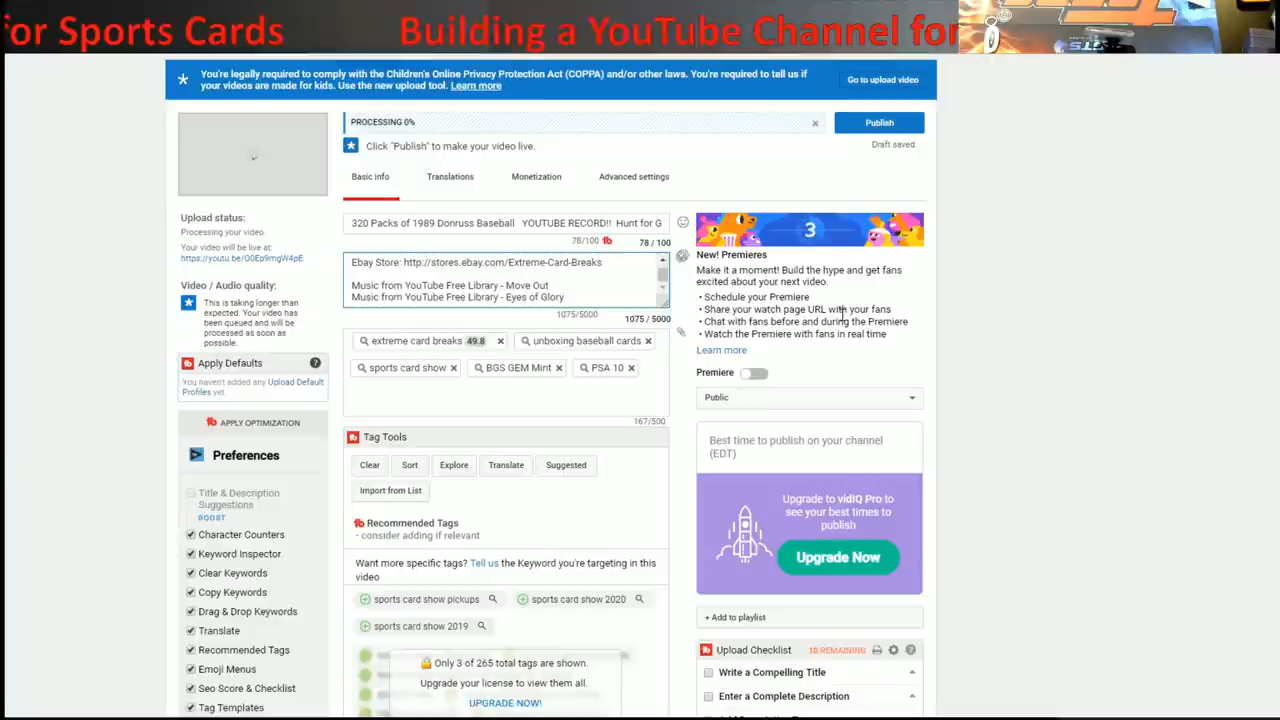 or Sports Cards Building a YouTube Channel for
You're legally required to comply with the Children's Online Privacy Protection Act (COPPA) and/or other laws. You're required to tell us if
your videos are made for kids. Use the new upload tool. Learn more
Go to upload video
PROCESSING 0%
Publish
Click "Publish" to make your video live.
Draft saved.
Basic info
Translations
Monetization
Advanced settings
Upload status:
Processing your video.
Your video will be live at:
Video / Audio quality:
This is taking longer than
expected. Your video has
been queued and will be
processed as soon as
possible.
Apply Defaults
You haven't added any Upload Default
Profiles yet.
APPLY OPTIMIZATION
Preferences
Title & Description
Suggestions
BOOST
Character Counters
Keyword Inspector
Clear Keywords
Copy Keywords
Drag & Drop Keywords
Translate
Recommended Tags
Emoji Menus
Seo Score & Checklist
Tag Templates
320 Packs of 1989 Donruss Baseball YOUTUBE RECORD!! Hunt for G
78/100
78 / 100
Ebay Store: http://stores.ebay.com/Extreme-Card-Breaks
Music from YouTube Free Library - Move Out
Music from YouTube Free Library - Eyes of Glory
1075/5000
1075 / 5000
extreme card breaks 49.8
unboxing baseball cards
sports card show
BGS GEM Mint
PSA 10
167/500
Tag Tools
Clear
Sort
Explore
Translate
Suggested
Import from List
Recommended Tags
- consider adding if relevant
Want more specific tags? Tell us the Keyword you're targeting in this
video
sports card show pickups
sports card show 2020
sports card show 2019
Only 3 of 265 total tags are shown.
Upgrade your license to view them all.
UPGRADE NOW!
3
New! Premieres
Make it a moment! Build the hype and get fans
excited about your next video.
• Schedule your Premiere
• Share your watch page URL with your fans
• Chat with fans before and during the Premiere
• Watch the Premiere with fans in real time
Learn more
Premiere
Public
Best time to publish on your channel
(EDT)
Upgrade to vidIQ Pro to
see your best times to
publish
Upgrade Now
+ Add to playlist
Upload Checklist
10 REMAINING
Write a Compelling Title
Enter a Complete Description